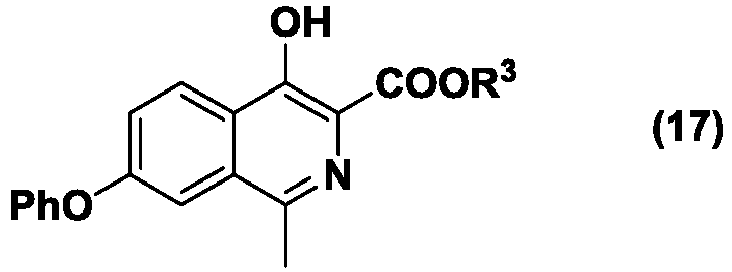 OH
COOR³
(17)
N
PhO